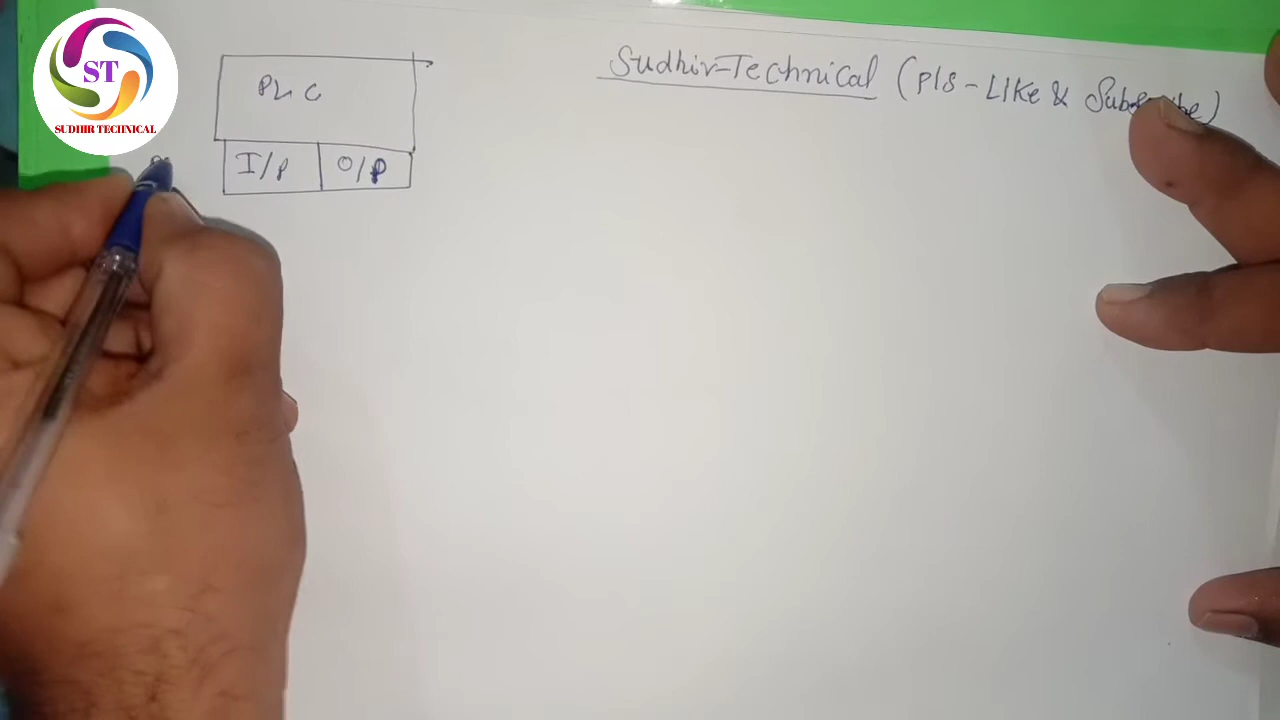 ST
SUDHIR TECHNICAL
PLC
I/P O/P
Sudhir-Technical (Pls-Like & Subscribe)